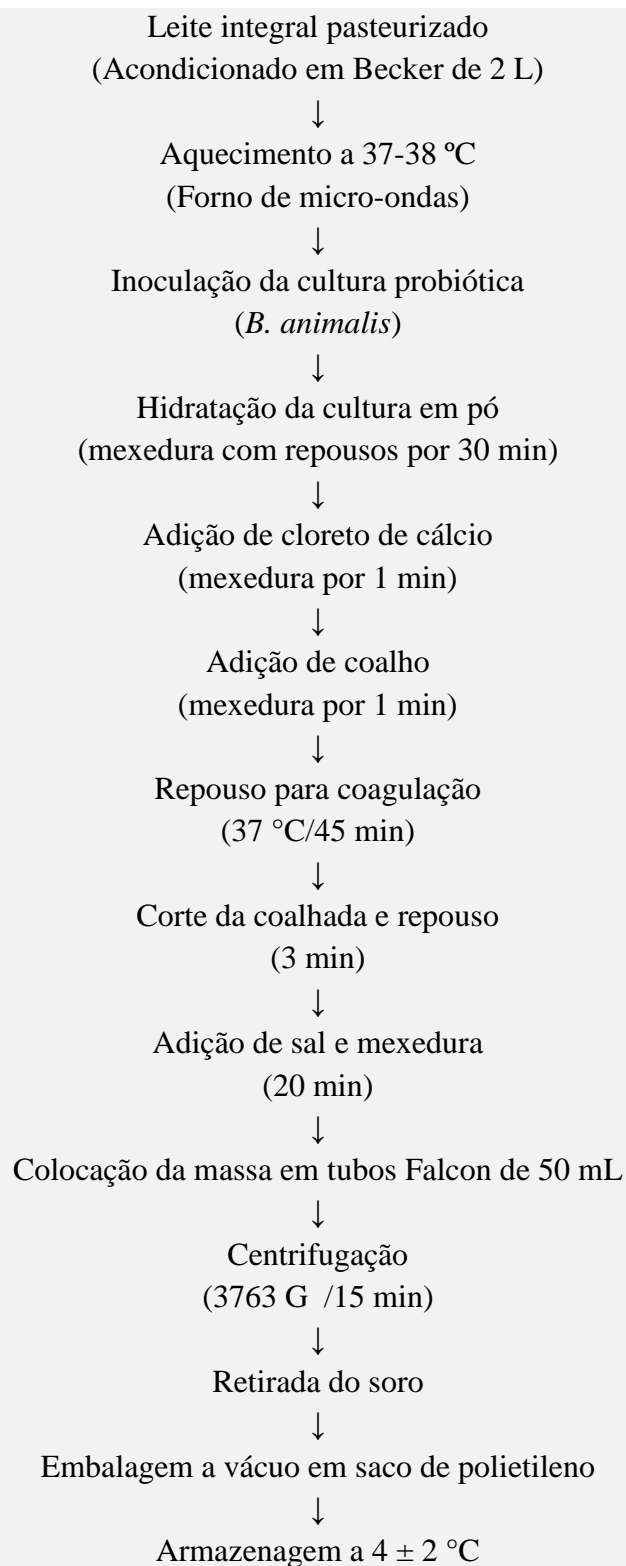 Leite integral pasteurizado
(Acondicionado em Becker de 2 L)
↓
Aquecimento a 37-38 ºC
(Forno de micro-ondas)
↓
Inoculação da cultura probiótica
(B. animalis)
↓
Hidratação da cultura em pó
(mexedura com repousos por 30 min)
↓
Adição de cloreto de cálcio
(mexedura por 1 min)
↓
Adição de coalho
(mexedura por 1 min)
↓
Repouso para coagulação
(37 °C/45 min)
↓
Corte da coalhada e repouso
(3 min)
↓
Adição de sal e mexedura
(20 min)
↓
Colocação da massa em tubos Falcon de 50 mL
↓
Centrifugação
(3763 G /15 min)
↓
Retirada do soro
↓
Embalagem a vácuo em saco de polietileno
↓
Armazenagem a 4 ± 2 °C